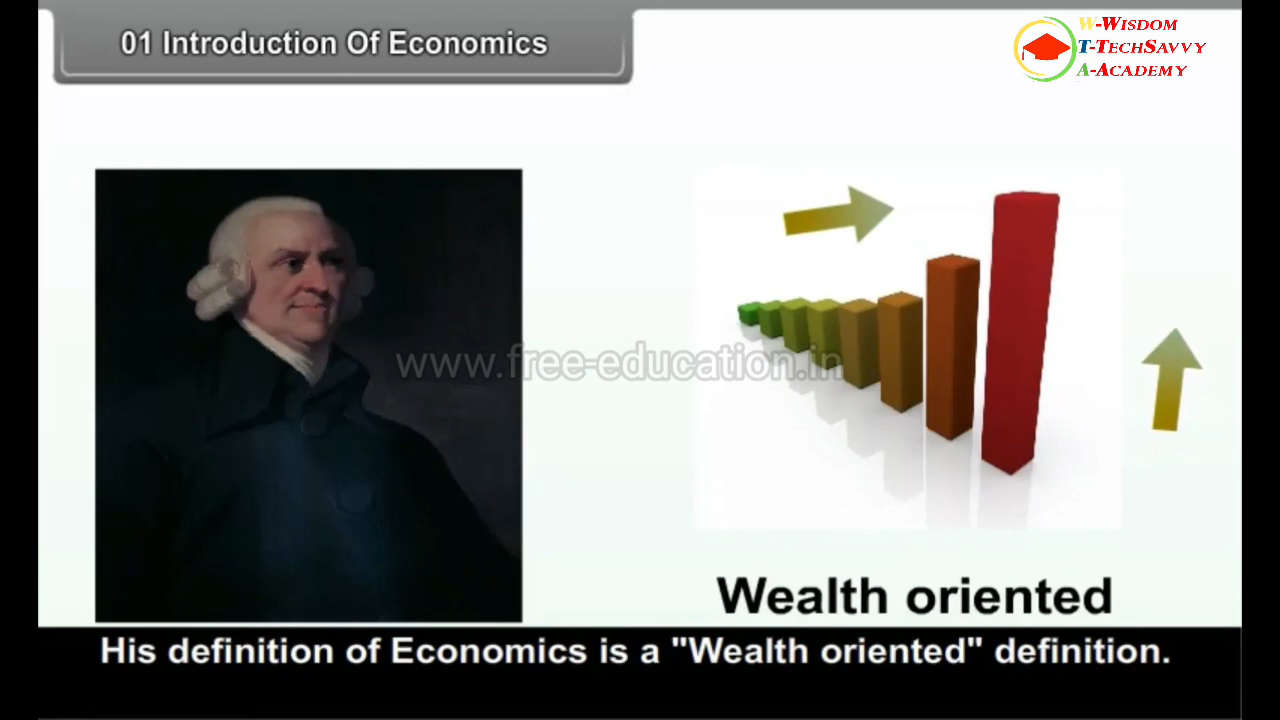 01 Introduction Of Economics
W-Wisdom
T-TechSavvy
A-Academy
www.free-education.in
Wealth oriented
His definition of Economics is a "Wealth oriented" definition.